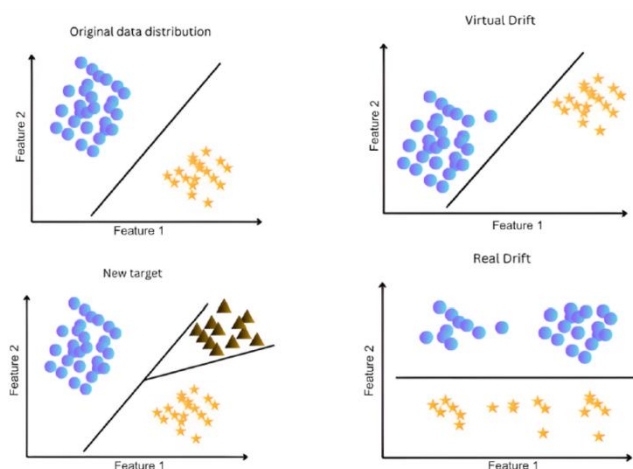 Original data distribution
Feature 2
Feature 1
Virtual Drift
Feature 2
Feature 1
New target
Feature 2
Feature 1
Real Drift
Feature 2
Feature 1